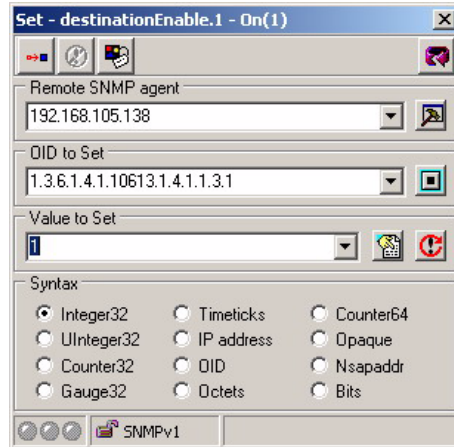 Set - destinationEnable.1 - On(1)
Remote SNMP agent
192.168.105.138
OID to Set
1.3.6.1.4.1.10613.1.4.1.1.3.1
Value to Set
1
Syntax
Integer32 Timeticks Counter64
UInteger32 IP address Opaque
Counter32 OID Nsapaddr
Gauge32 Octets Bits
SNMPv1